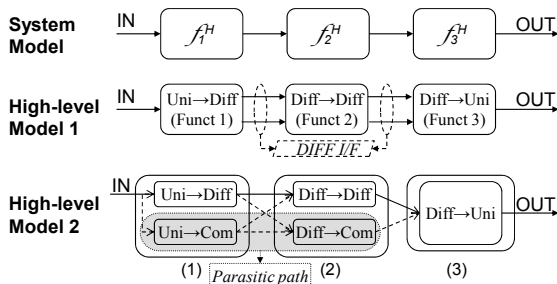 System Model
IN
f₁ᴴ
f₂ᴴ
f₃ᴴ
OUT
High-level Model 1
IN
Uni→Diff (Funct 1)
Diff→Diff (Funct 2)
Diff→Uni (Funct 3)
OUT
DIFF I/F
High-level Model 2
IN
Uni→Diff
Diff→Diff
Uni→Com
Diff→Com
Diff→Uni
OUT
(1)
(2)
(3)
Parasitic path